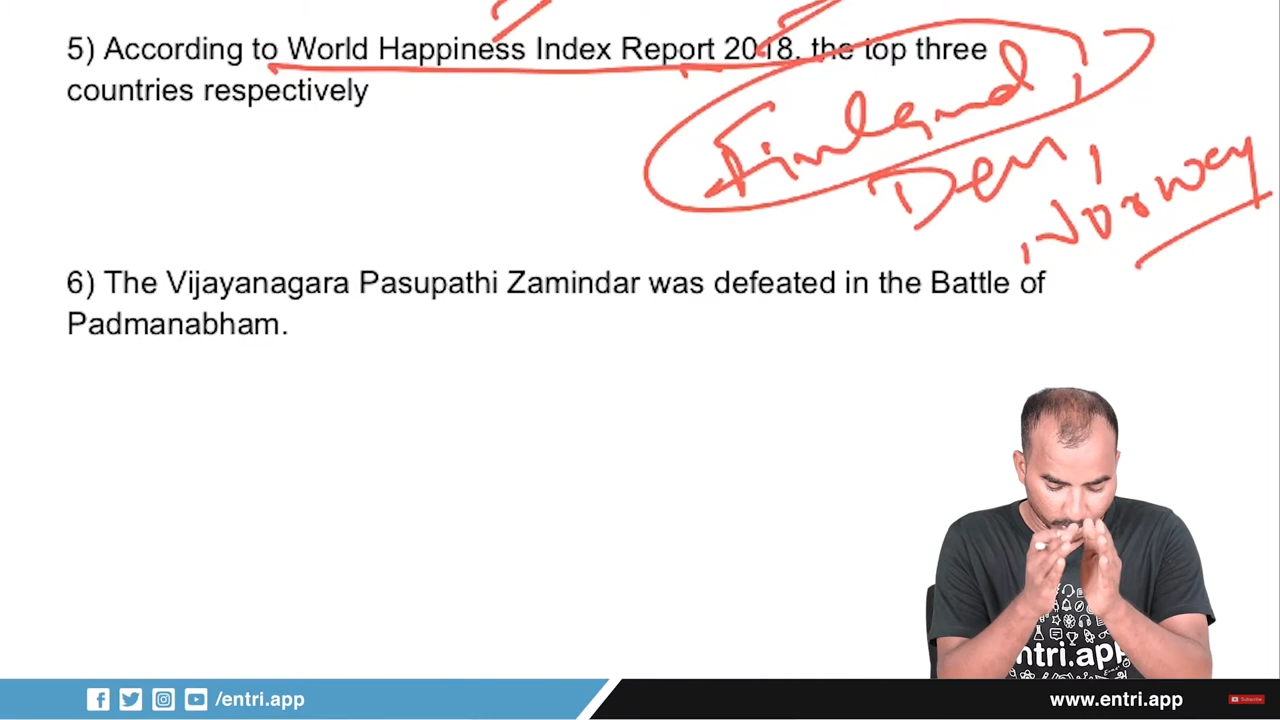 5) According to World Happiness Index Report 2018, the top three
countries respectively
Finland,
Den,
Norway
6) The Vijayanagara Pasupathi Zamindar was defeated in the Battle of
Padmanabham.
entri.app
/entri.app
www.entri.app
Subscribe